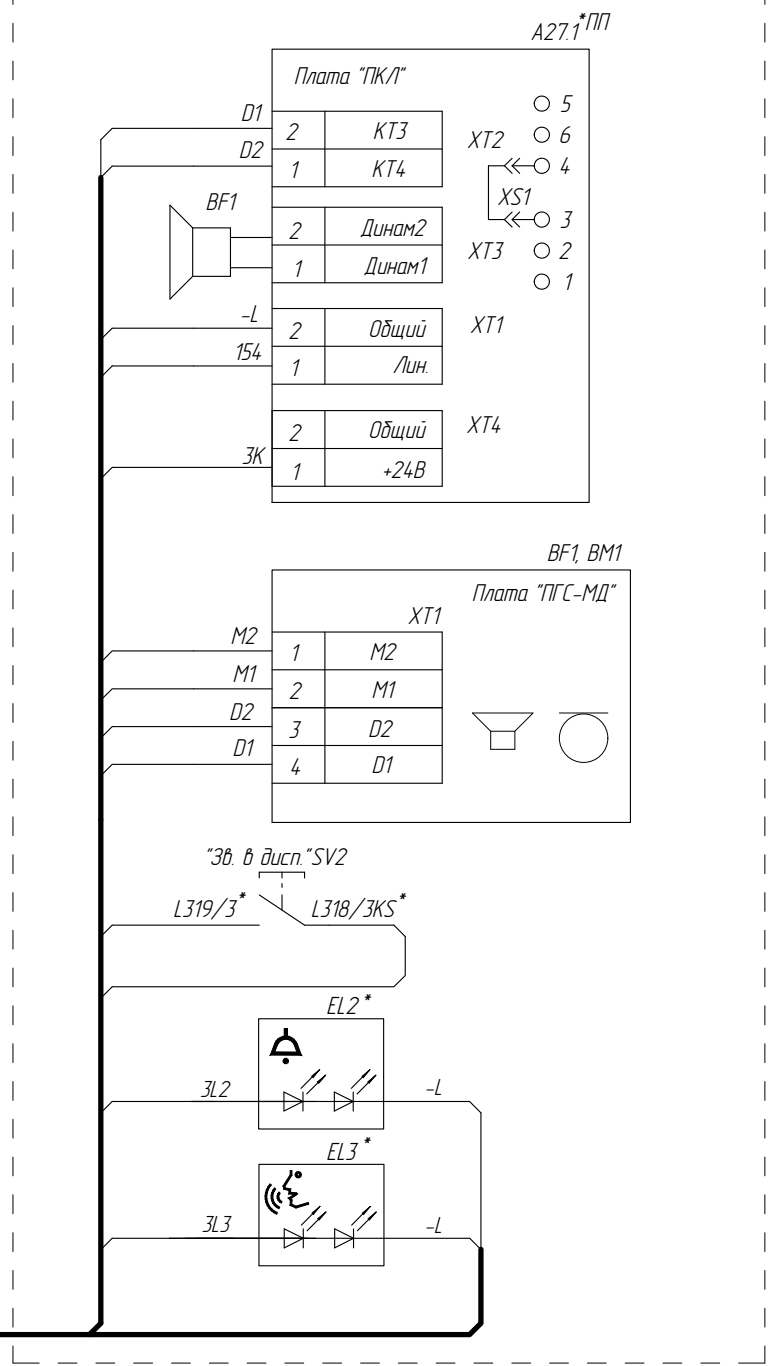 A27.1*ПП
Плата "ПКЛ"
5
D1
2 КТ3
XT2
6
D2
1 КТ4
4
XS1
BF1
3
2 Динам2
XT3
2
1 Динам1
1
-L
2 Общий
XT1
154
1 Лин.
2 Общий
XT4
3К
1 +24В
BF1, BM1
Плата "ПГС-МД"
XT1
M2
1 M2
M1
2 M1
D2
3 D2
D1
4 D1
"Зв. в дисп." SV2
L319/3*
L318/3KS*
EL2*
3L2
-L
EL3*
3L3
-L